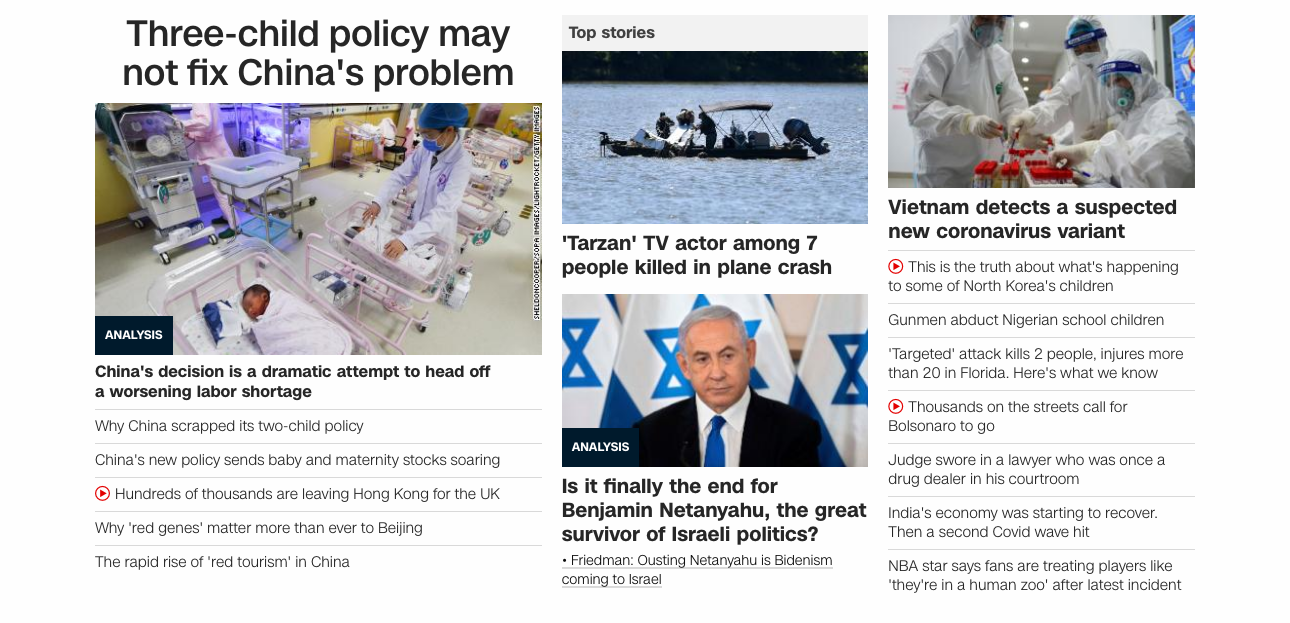 Three-child policy may
not fix China's problem
SHELDONCOOPER/SOPA IMAGES/LIGHTROCKET/GETTY IMAGES
ANALYSIS
China's decision is a dramatic attempt to head off
a worsening labor shortage
Why China scrapped its two-child policy
China's new policy sends baby and maternity stocks soaring
Hundreds of thousands are leaving Hong Kong for the UK
Why 'red genes' matter more than ever to Beijing
The rapid rise of 'red tourism' in China
Top stories
'Tarzan' TV actor among 7
people killed in plane crash
ANALYSIS
Is it finally the end for
Benjamin Netanyahu, the great
survivor of Israeli politics?
• Friedman: Ousting Netanyahu is Bidenism
coming to Israel
Vietnam detects a suspected
new coronavirus variant
This is the truth about what's happening
to some of North Korea's children
Gunmen abduct Nigerian school children
'Targeted' attack kills 2 people, injures more
than 20 in Florida. Here's what we know
Thousands on the streets call for
Bolsonaro to go
Judge swore in a lawyer who was once a
drug dealer in his courtroom
India's economy was starting to recover.
Then a second Covid wave hit
NBA star says fans are treating players like
'they're in a human zoo' after latest incident